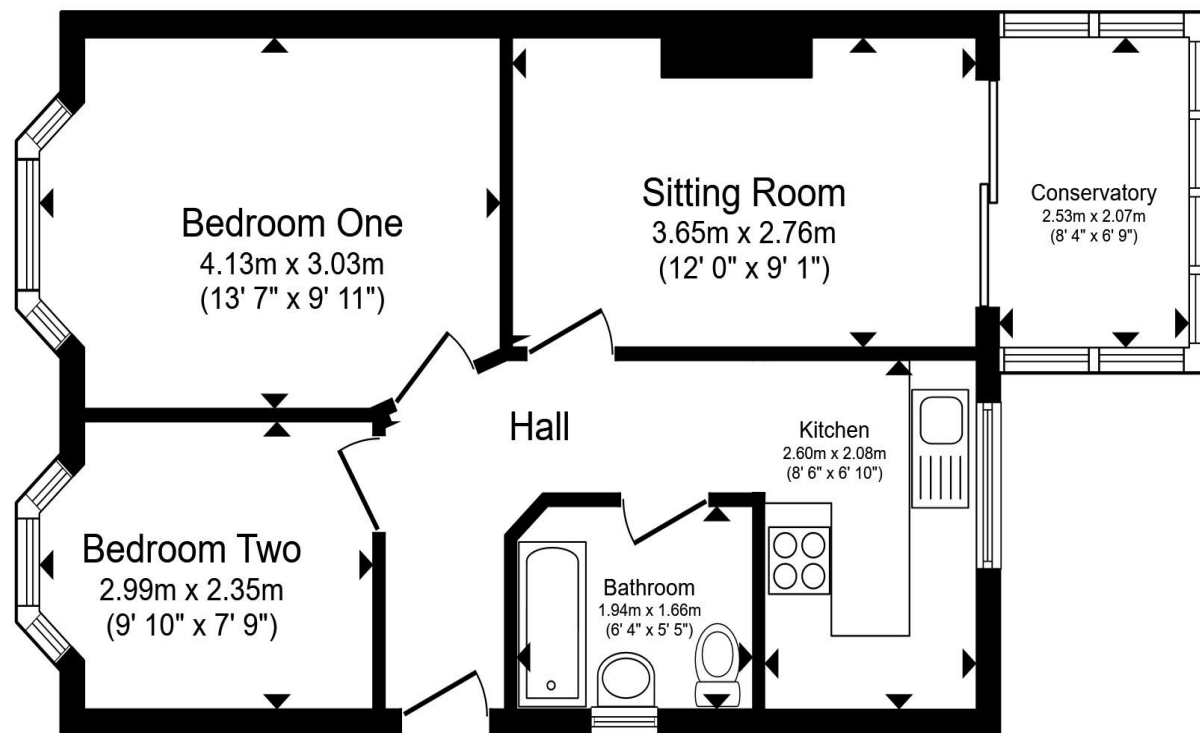 Bedroom One
4.13m x 3.03m
(13' 7" x 9' 11")
Sitting Room
3.65m x 2.76m
(12' 0" x 9' 1")
Conservatory
2.53m x 2.07m
(8' 4" x 6' 9")
Hall
Kitchen
2.60m x 2.08m
(8' 6" x 6' 10")
Bedroom Two
2.99m x 2.35m
(9' 10" x 7' 9")
Bathroom
1.94m x 1.66m
(6' 4" x 5' 5")